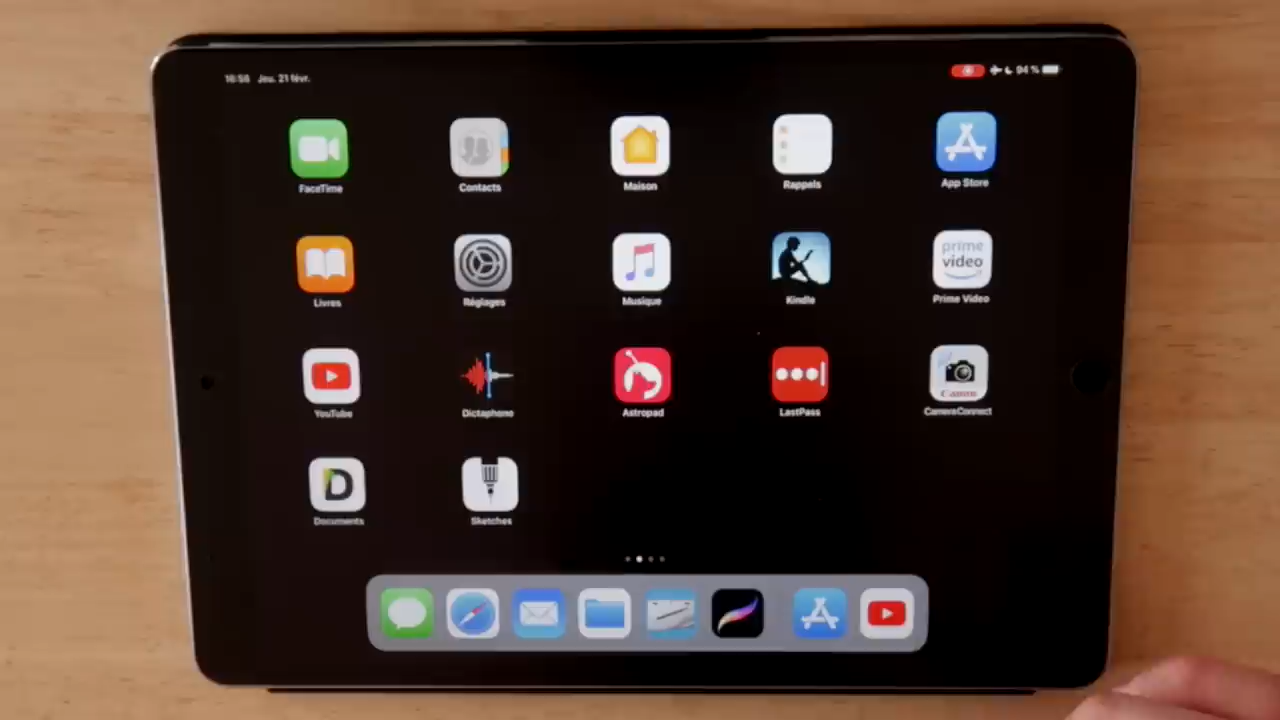 16:56 Jeu. 21 févr.
94 %
FaceTime
Contacts
Maison
Rappels
App Store
Livres
Réglages
Musique
Kindle
prime video
Prime Video
YouTube
Dictaphone
Astropad
LastPass
Canon
CameraConnect
D
Documents
Sketches